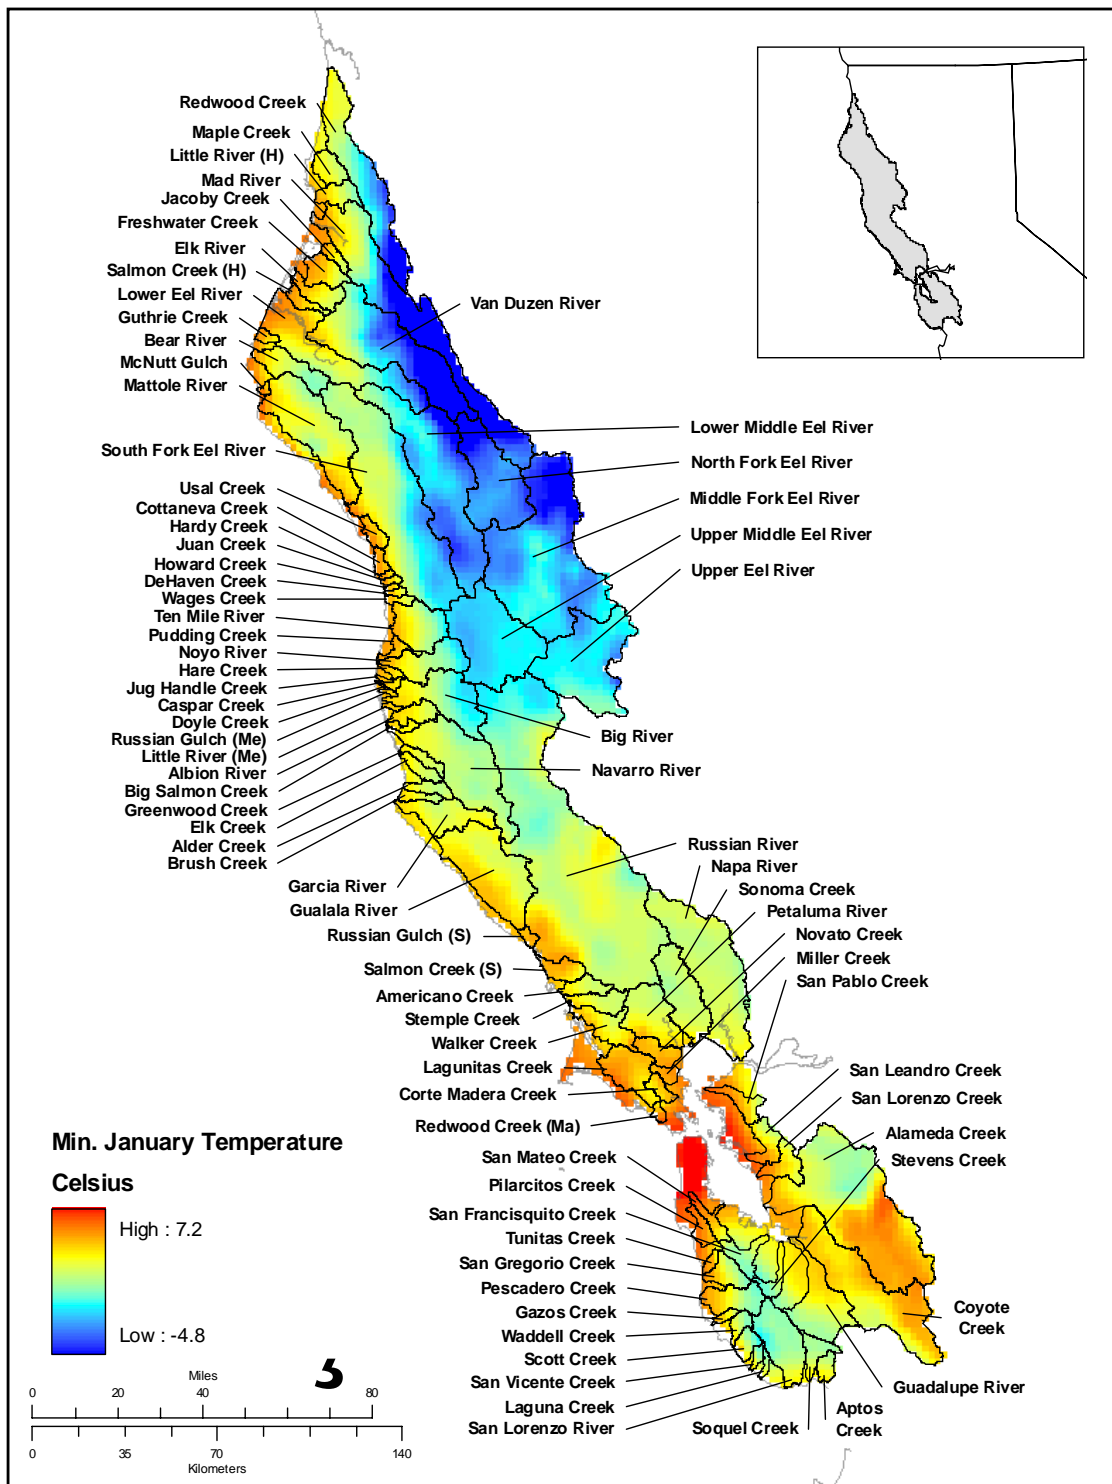 Redwood Creek
Maple Creek
Little River (H)
Mad River
Jacoby Creek
Freshwater Creek
Elk River
Salmon Creek (H)
Lower Eel River
Guthrie Creek
Bear River
McNutt Gulch
Mattole River
South Fork Eel River
Usal Creek
Cottaneva Creek
Hardy Creek
Juan Creek
Howard Creek
DeHaven Creek
Wages Creek
Ten Mile River
Pudding Creek
Noyo River
Hare Creek
Jug Handle Creek
Caspar Creek
Doyle Creek
Russian Gulch (Me)
Little River (Me)
Albion River
Big Salmon Creek
Greenwood Creek
Elk Creek
Alder Creek
Brush Creek
Garcia River
Gualala River
Russian Gulch (S)
Salmon Creek (S)
Americano Creek
Stemple Creek
Walker Creek
Lagunitas Creek
Corte Madera Creek
Redwood Creek (Ma)
San Mateo Creek
Pilarcitos Creek
San Francisquito Creek
Tunitas Creek
San Gregorio Creek
Pescadero Creek
Gazos Creek
Waddell Creek
Scott Creek
San Vicente Creek
Laguna Creek
San Lorenzo River
Van Duzen River
Lower Middle Eel River
North Fork Eel River
Middle Fork Eel River
Upper Middle Eel River
Upper Eel River
Big River
Navarro River
Russian River
Napa River
Sonoma Creek
Petaluma River
Novato Creek
Miller Creek
San Pablo Creek
San Leandro Creek
San Lorenzo Creek
Alameda Creek
Stevens Creek
Coyote
Creek
Guadalupe River
Aptos
Creek
Soquel Creek
Min. January Temperature
Celsius
High : 7.2
Low : -4.8
Miles
0 20 40 80
0 35 70 140
Kilometers